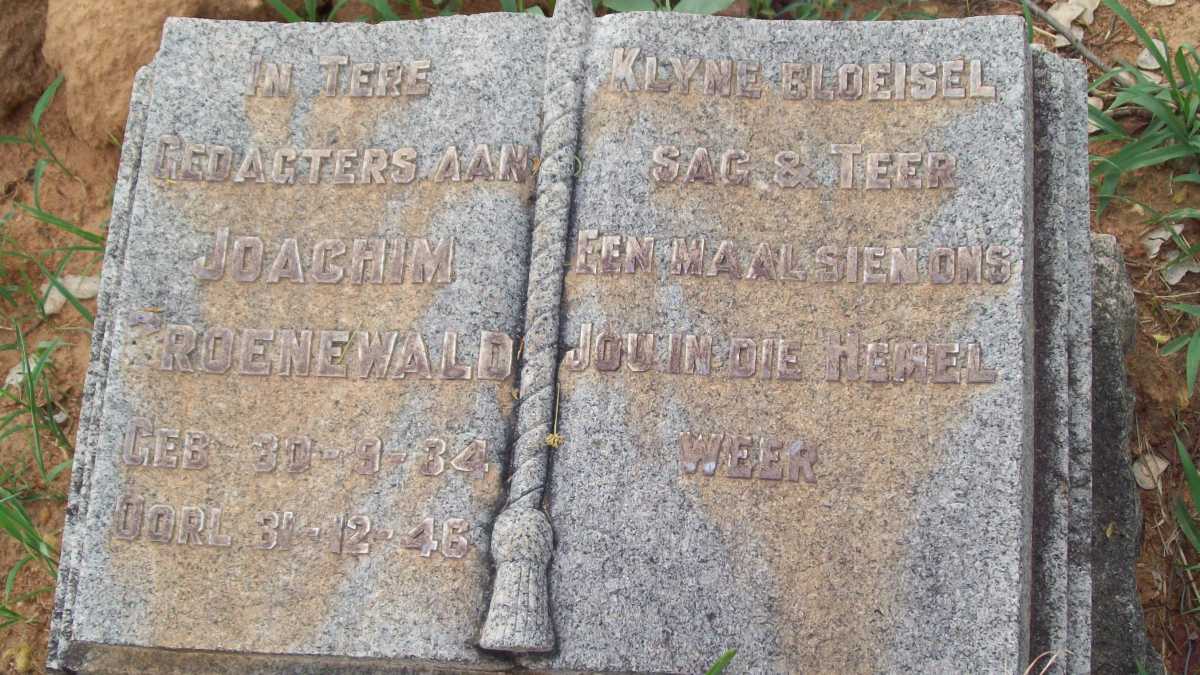 In Tere
Gedagters aan
Joachim
Groenewald
Geb 30-9-34
Oorl 31-12-46
Klyne bloeisel
sag & Teer
Een maal sien ons
Jou in die Hemel
weer